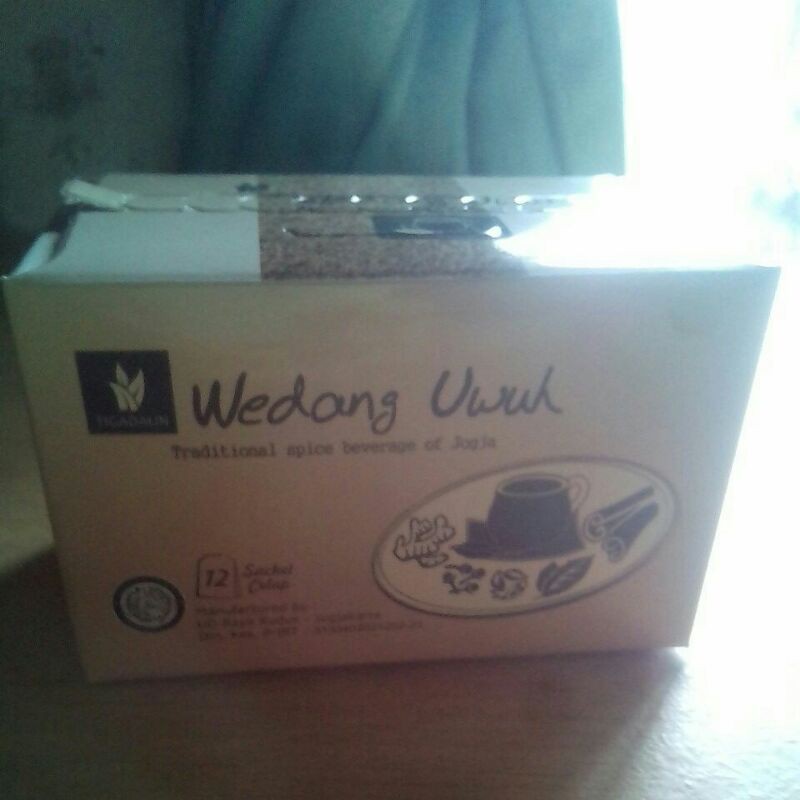 TIGADAUN
Wedang Uwuh
Traditional spice beverage of Jogja
12 Sachet
Celup
Manufactured by